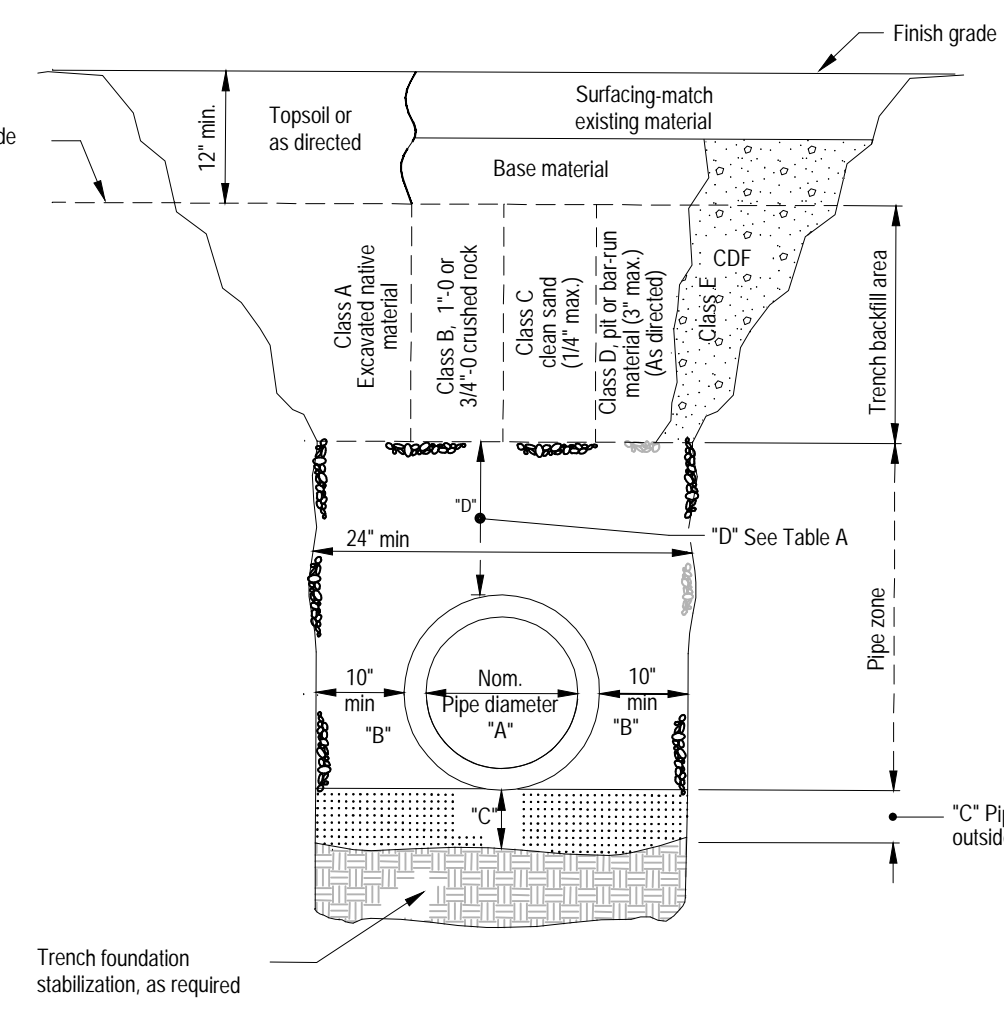 Finish grade
12" min.
Topsoil or
as directed
Surfacing-match
existing material
Base material
Class A
Excavated native
material
Class B, 1"-0 or
3/4"-0 crushed rock
Class C
clean sand
(1/4" max.)
Class D, pit or bar-run
material (3" max.)
(As directed)
CDF
Class E
Trench backfill area
"D"
"D" See Table A
24" min
Pipe zone
10"
min
"B"
Nom.
Pipe diameter
"A"
10"
min
"B"
"C"
"C"
Trench foundation
stabilization, as required